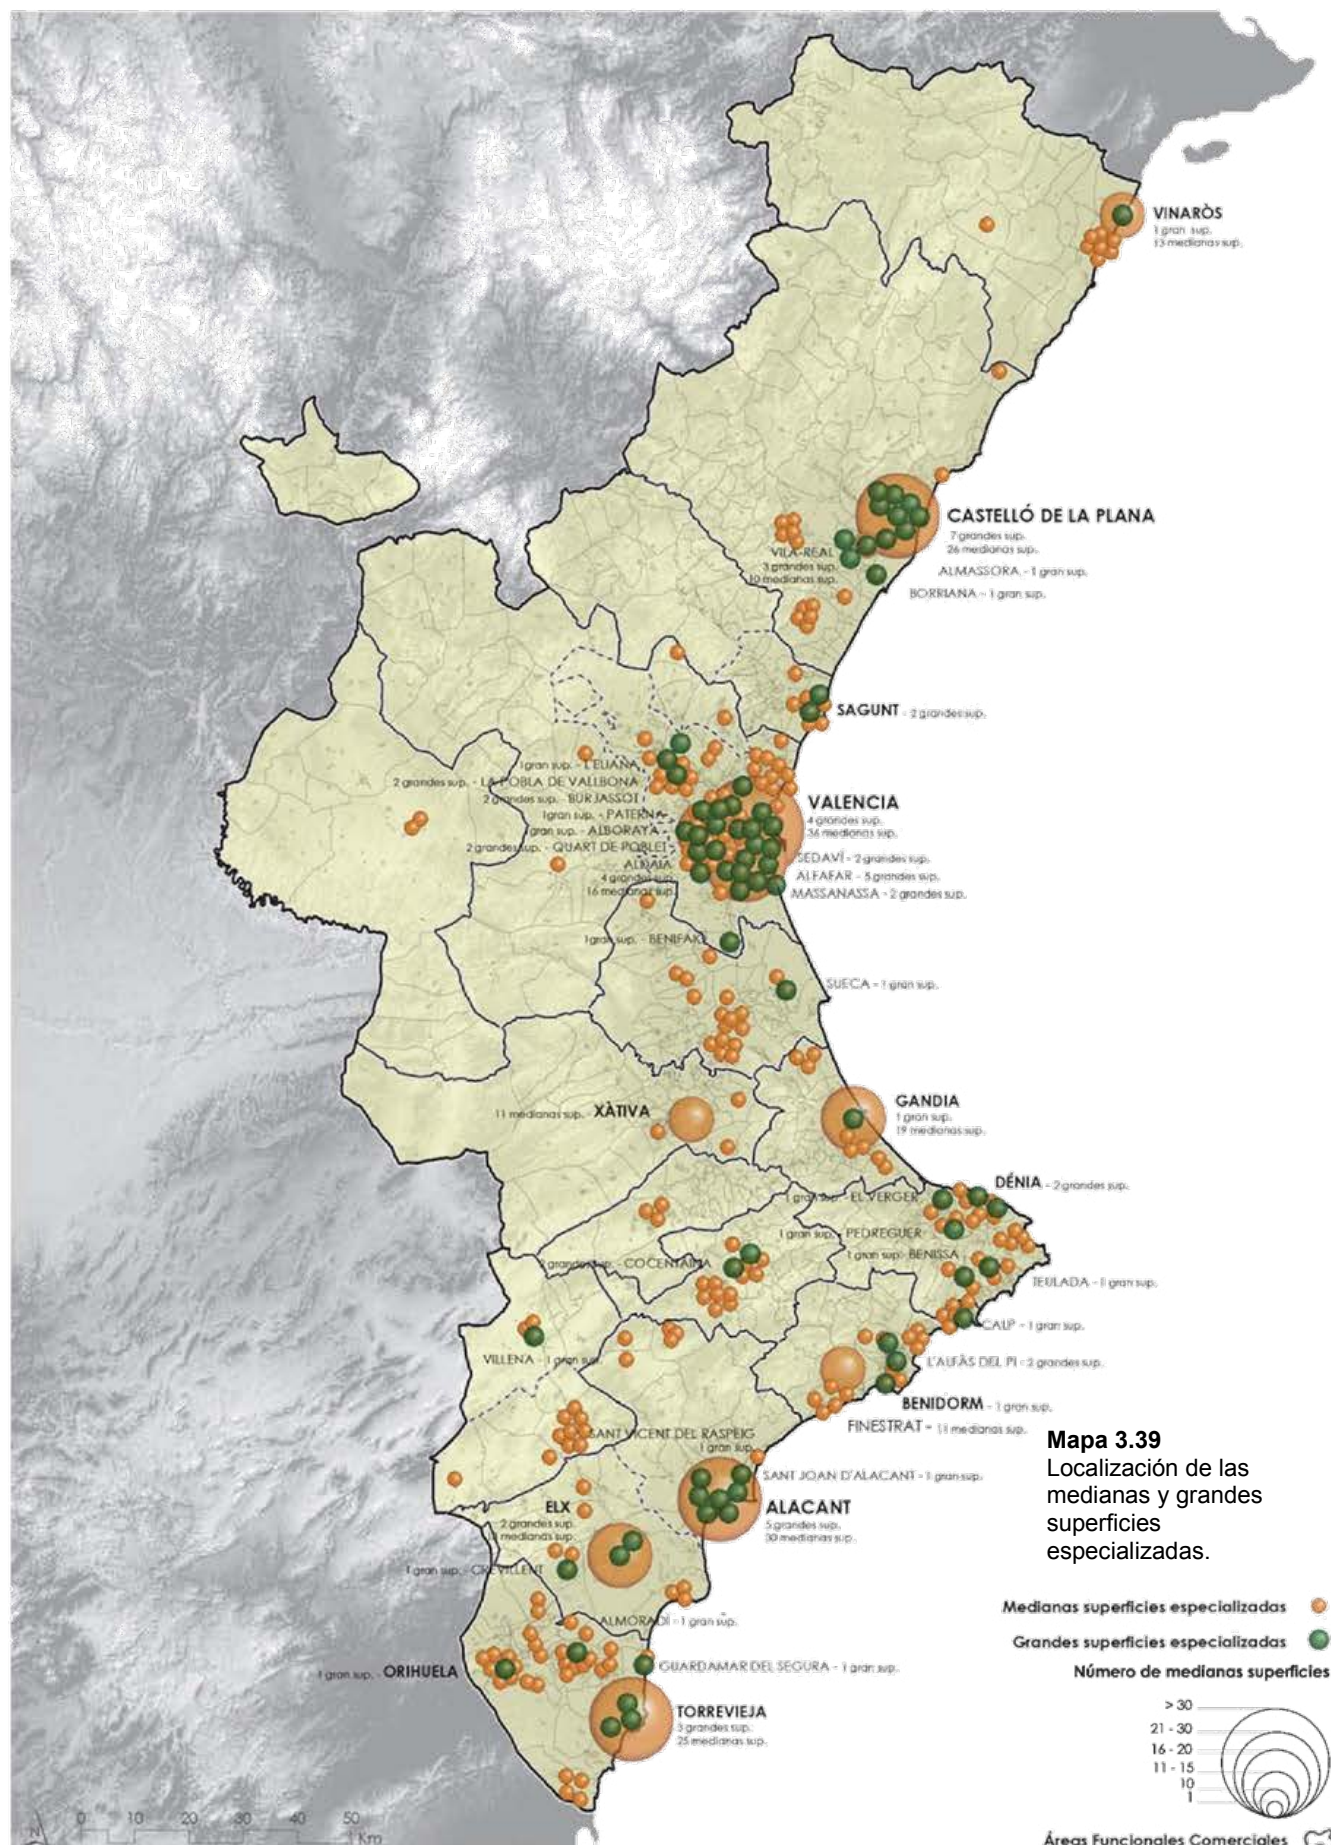 VINARÒS
1 gran sup.
13 medianas sup.
CASTELLÓ DE LA PLANA
7 grandes sup.
26 medianas sup.
VILA-REAL
3 grandes sup.
10 medianas sup.
ALMASSORA - 1 gran sup.
BORRIANA - 1 gran sup.
SAGUNT - 2 grandes sup.
1 gran sup. - L'ELIANA
2 grandes sup. - LA POBLA DE VALLBONA
2 grandes sup. - BURJASSOT
1gran sup. - PATERNA
1gran sup. - ALBORAYA
2 grandes sup. - QUART DE POBLET
ALDAIA
4 grandes sup.
16 medianas sup.
VALENCIA
4 grandes sup.
36 medianas sup.
SEDAVÍ - 2 grandes sup.
ALFAFAR - 5 grandes sup.
MASSANASSA - 2 grandes sup.
1gran sup. - BENIFAIÓ
SUECA - 1 gran sup.
11 medianas sup. - XÀTIVA
GANDIA
1 gran sup.
19 medianas sup.
DÉNIA - 2 grandes sup.
1 gran sup. - EL VERGER
1 gran sup. - PEDREGUER
1 gran sup. BENISSA
2 grandes sup. - COCENTAINA
TEULADA - 1 gran sup.
CALP - 1 gran sup.
VILLENA - 1 gran sup.
L'ALFÀS DEL PI - 2 grandes sup.
BENIDORM - 1 gran sup.
FINESTRAT - 11 medianas sup.
SANT VICENT DEL RASPEIG
1 gran sup.
SANT JOAN D'ALACANT - 1 gran sup.
ELX
2 grandes sup.
medianas sup.
ALACANT
5 grandes sup.
30 medianas sup.
1 gran sup. - CREVILLENT
ALMORADÍ - 1 gran sup.
1 gran sup. - ORIHUELA
GUARDAMAR DEL SEGURA - 1 gran sup.
TORREVIEJA
3 grandes sup.
25 medianas sup.
Mapa 3.39
Localización de las
medianas y grandes
superficies
especializadas.
Medianas superficies especializadas
Grandes superficies especializadas
Número de medianas superficies
> 30
21 - 30
16 - 20
11 - 15
10
1
Áreas Funcionales Comerciales
N
0 10 20 30 40 50
Km